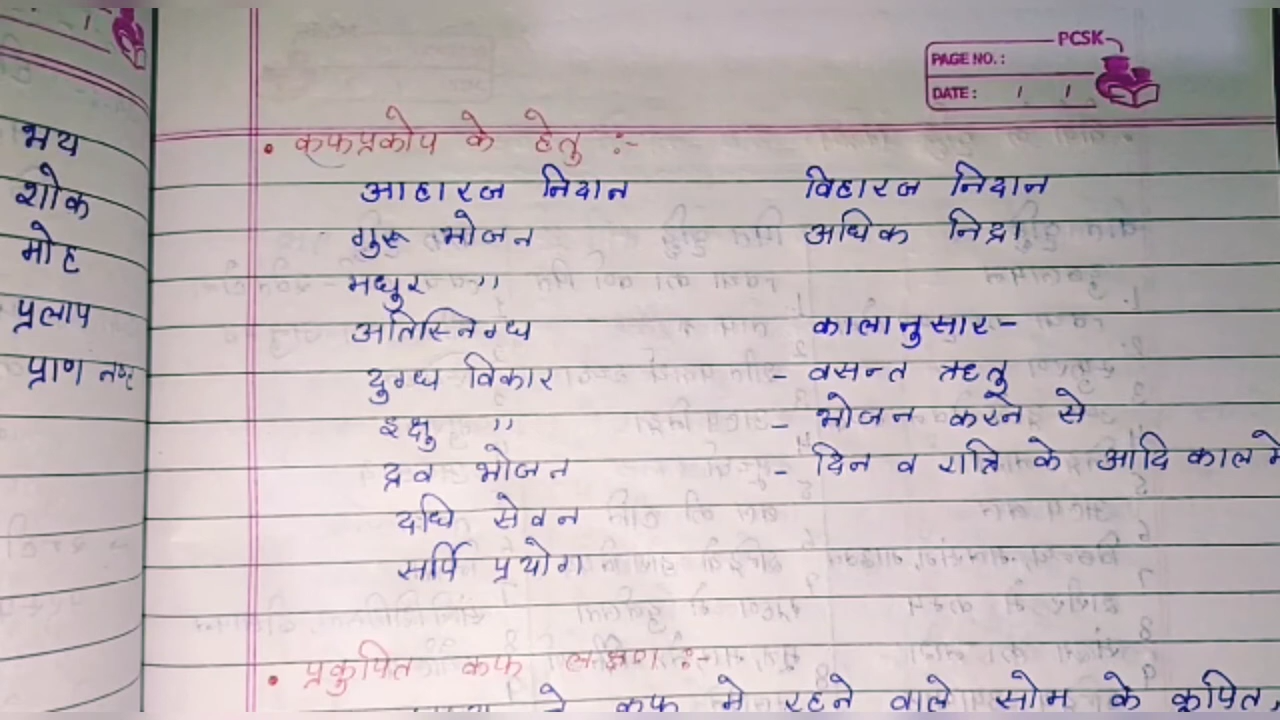 भय
शोक
मोह
प्रलाप
प्राण नष्ट
PCSK
PAGE NO. :
DATE : / /
• कफप्रकोप के हेतु :-
आहारज निदान विहारज निदान
गुरू भोजन अधिक निद्रा
मधुर ,,
अतिस्निग्ध कालानुसार-
दुग्ध विकार - वसन्त ऋतु
इक्षु ,, - भोजन करने से
द्रव भोजन - दिन व रात्रि के आदि काल मे
दधि सेवन
सर्पि प्रयोग
• प्रकुपित कफ लक्षण :-
ने कफ मे रहने वाले सोम के कुपित,